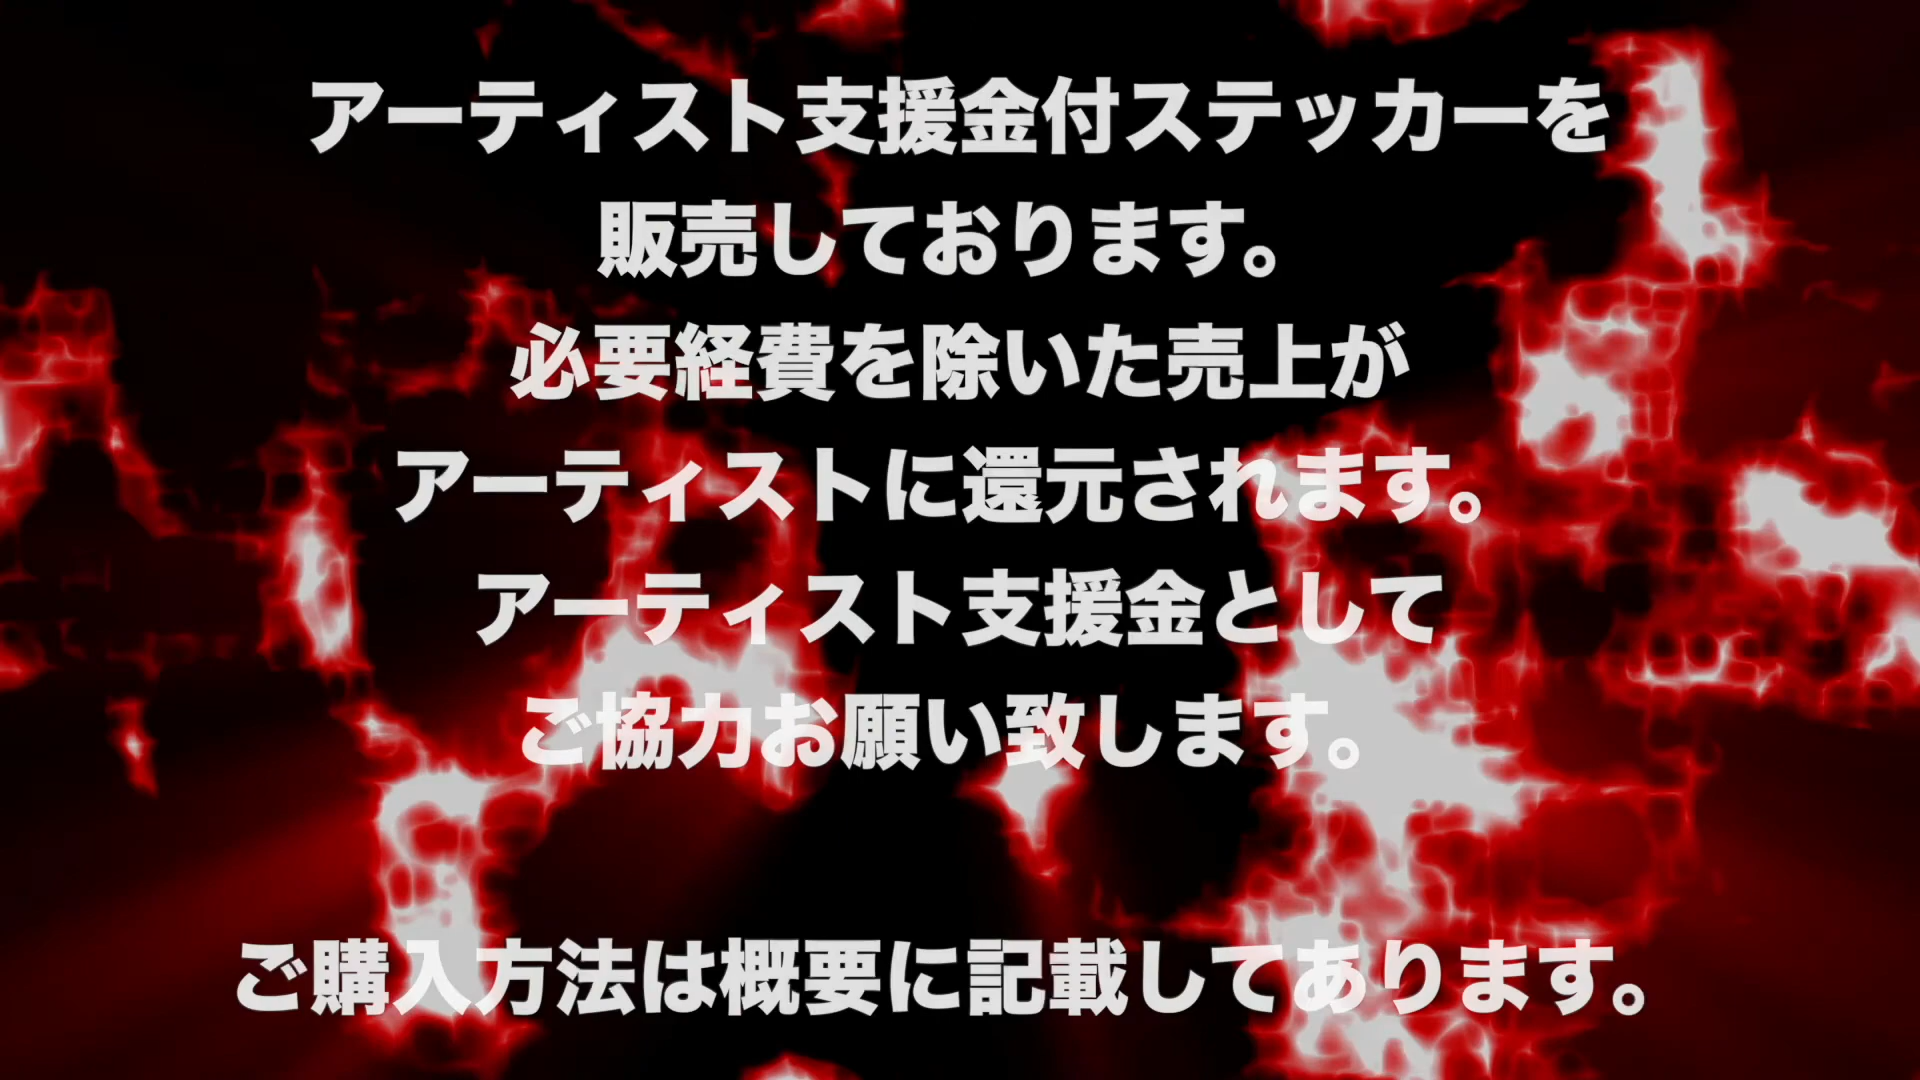 アーティスト支援金付ステッカーを
販売しております。
必要経費を除いた売上が
アーティストに還元されます。
アーティスト支援金として
ご協力お願い致します。
ご購入方法は概要に記載してあります。